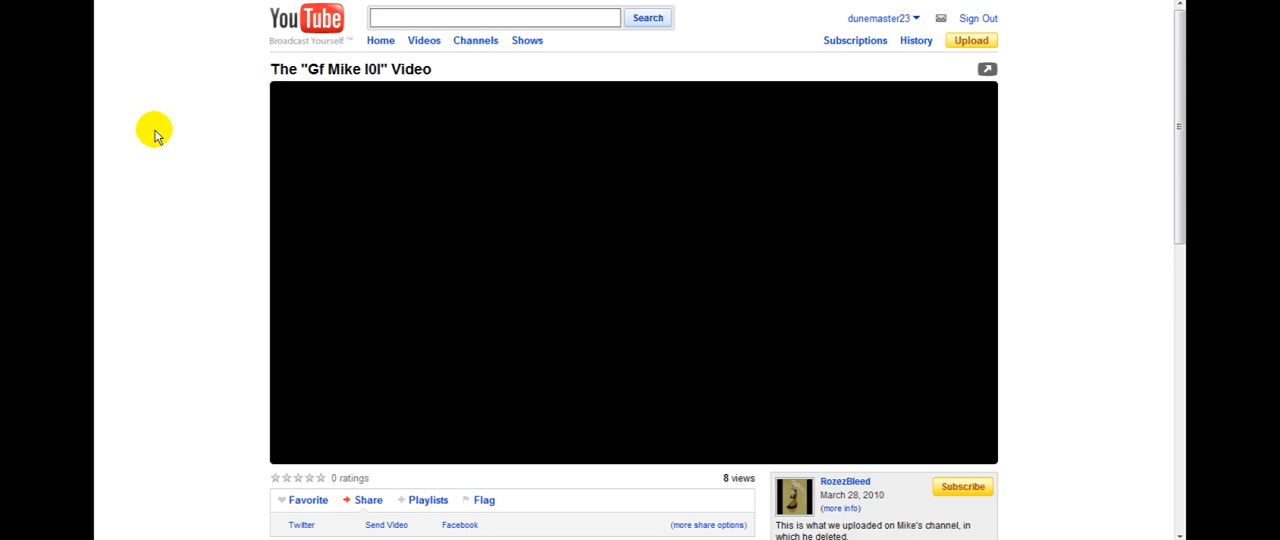 YouTube
Search
dunemaster23
Sign Out
Broadcast Yourself ™
Home
Videos
Channels
Shows
Subscriptions
History
Upload
The "Gf Mike l0l" Video
0 ratings
8 views
Favorite
Share
Playlists
Flag
Twitter
Send Video
Facebook
(more share options)
RozezBleed
March 28, 2010
(more info)
Subscribe
This is what we uploaded on Mike's channel, in
which he deleted.